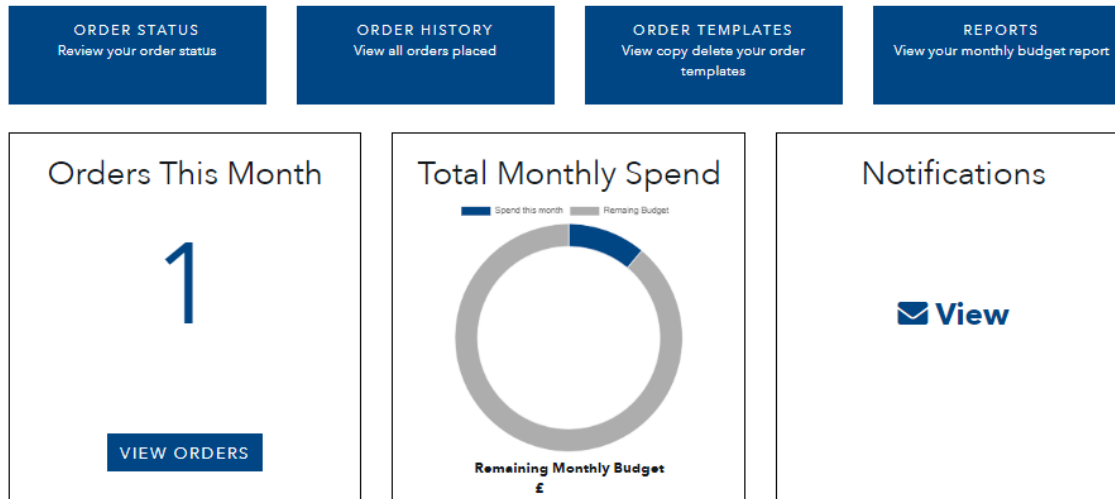 ORDER STATUS
Review your order status
ORDER HISTORY
View all orders placed
ORDER TEMPLATES
View copy delete your order
templates
REPORTS
View your monthly budget report
Orders This Month
1
VIEW ORDERS
Total Monthly Spend
Spend this month Remaing Budget
Remaining Monthly Budget
£
Notifications
View